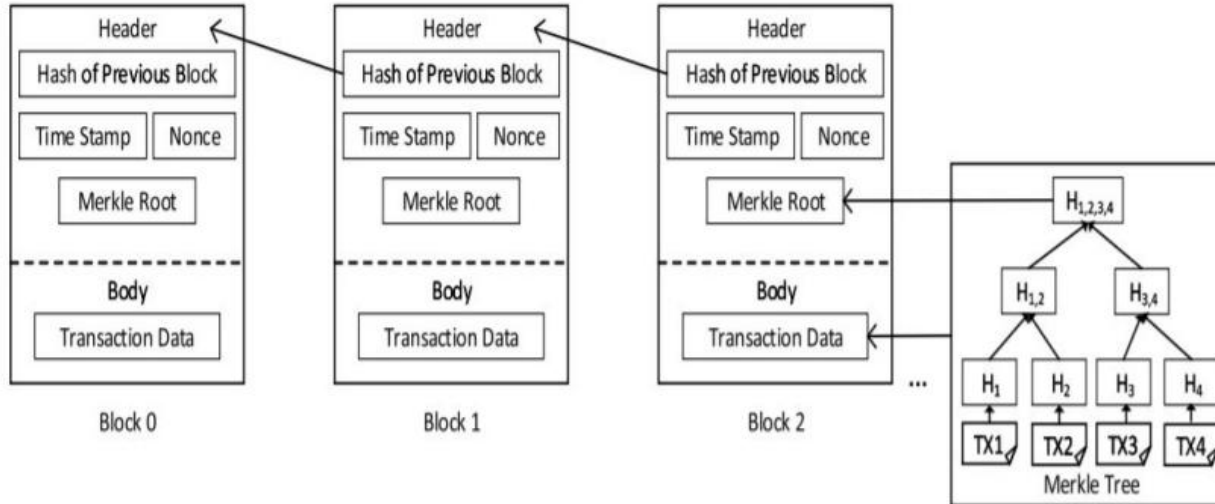 Header
Hash of Previous Block
Time Stamp
Nonce
Merkle Root
Body
Transaction Data
Block 0
Header
Hash of Previous Block
Time Stamp
Nonce
Merkle Root
Body
Transaction Data
Block 1
Header
Hash of Previous Block
Time Stamp
Nonce
Merkle Root
Body
Transaction Data
Block 2
...
H1,2,3,4
H1,2
H3,4
H1
H2
H3
H4
TX1
TX2
TX3
TX4
Merkle Tree